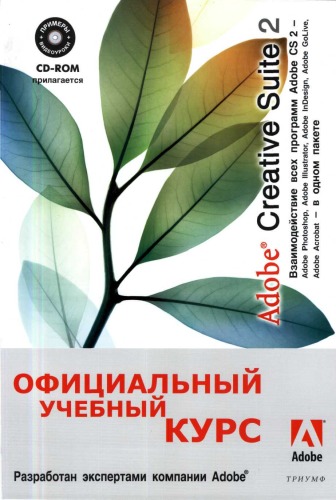 ПРИМЕРЫ
ВИДЕОУРОКИ
CD-ROM
прилагается
Adobe® Creative Suite 2
Взаимодействие всех программ Adobe CS 2 –
Adobe Photoshop, Adobe Illustrator, Adobe InDesign, Adobe GoLive,
Adobe Acrobat – в одном пакете
ОФИЦИАЛЬНЫЙ
УЧЕБНЫЙ
КУРС
Разработан экспертами компании Adobe®
Adobe
ТРИУМФ